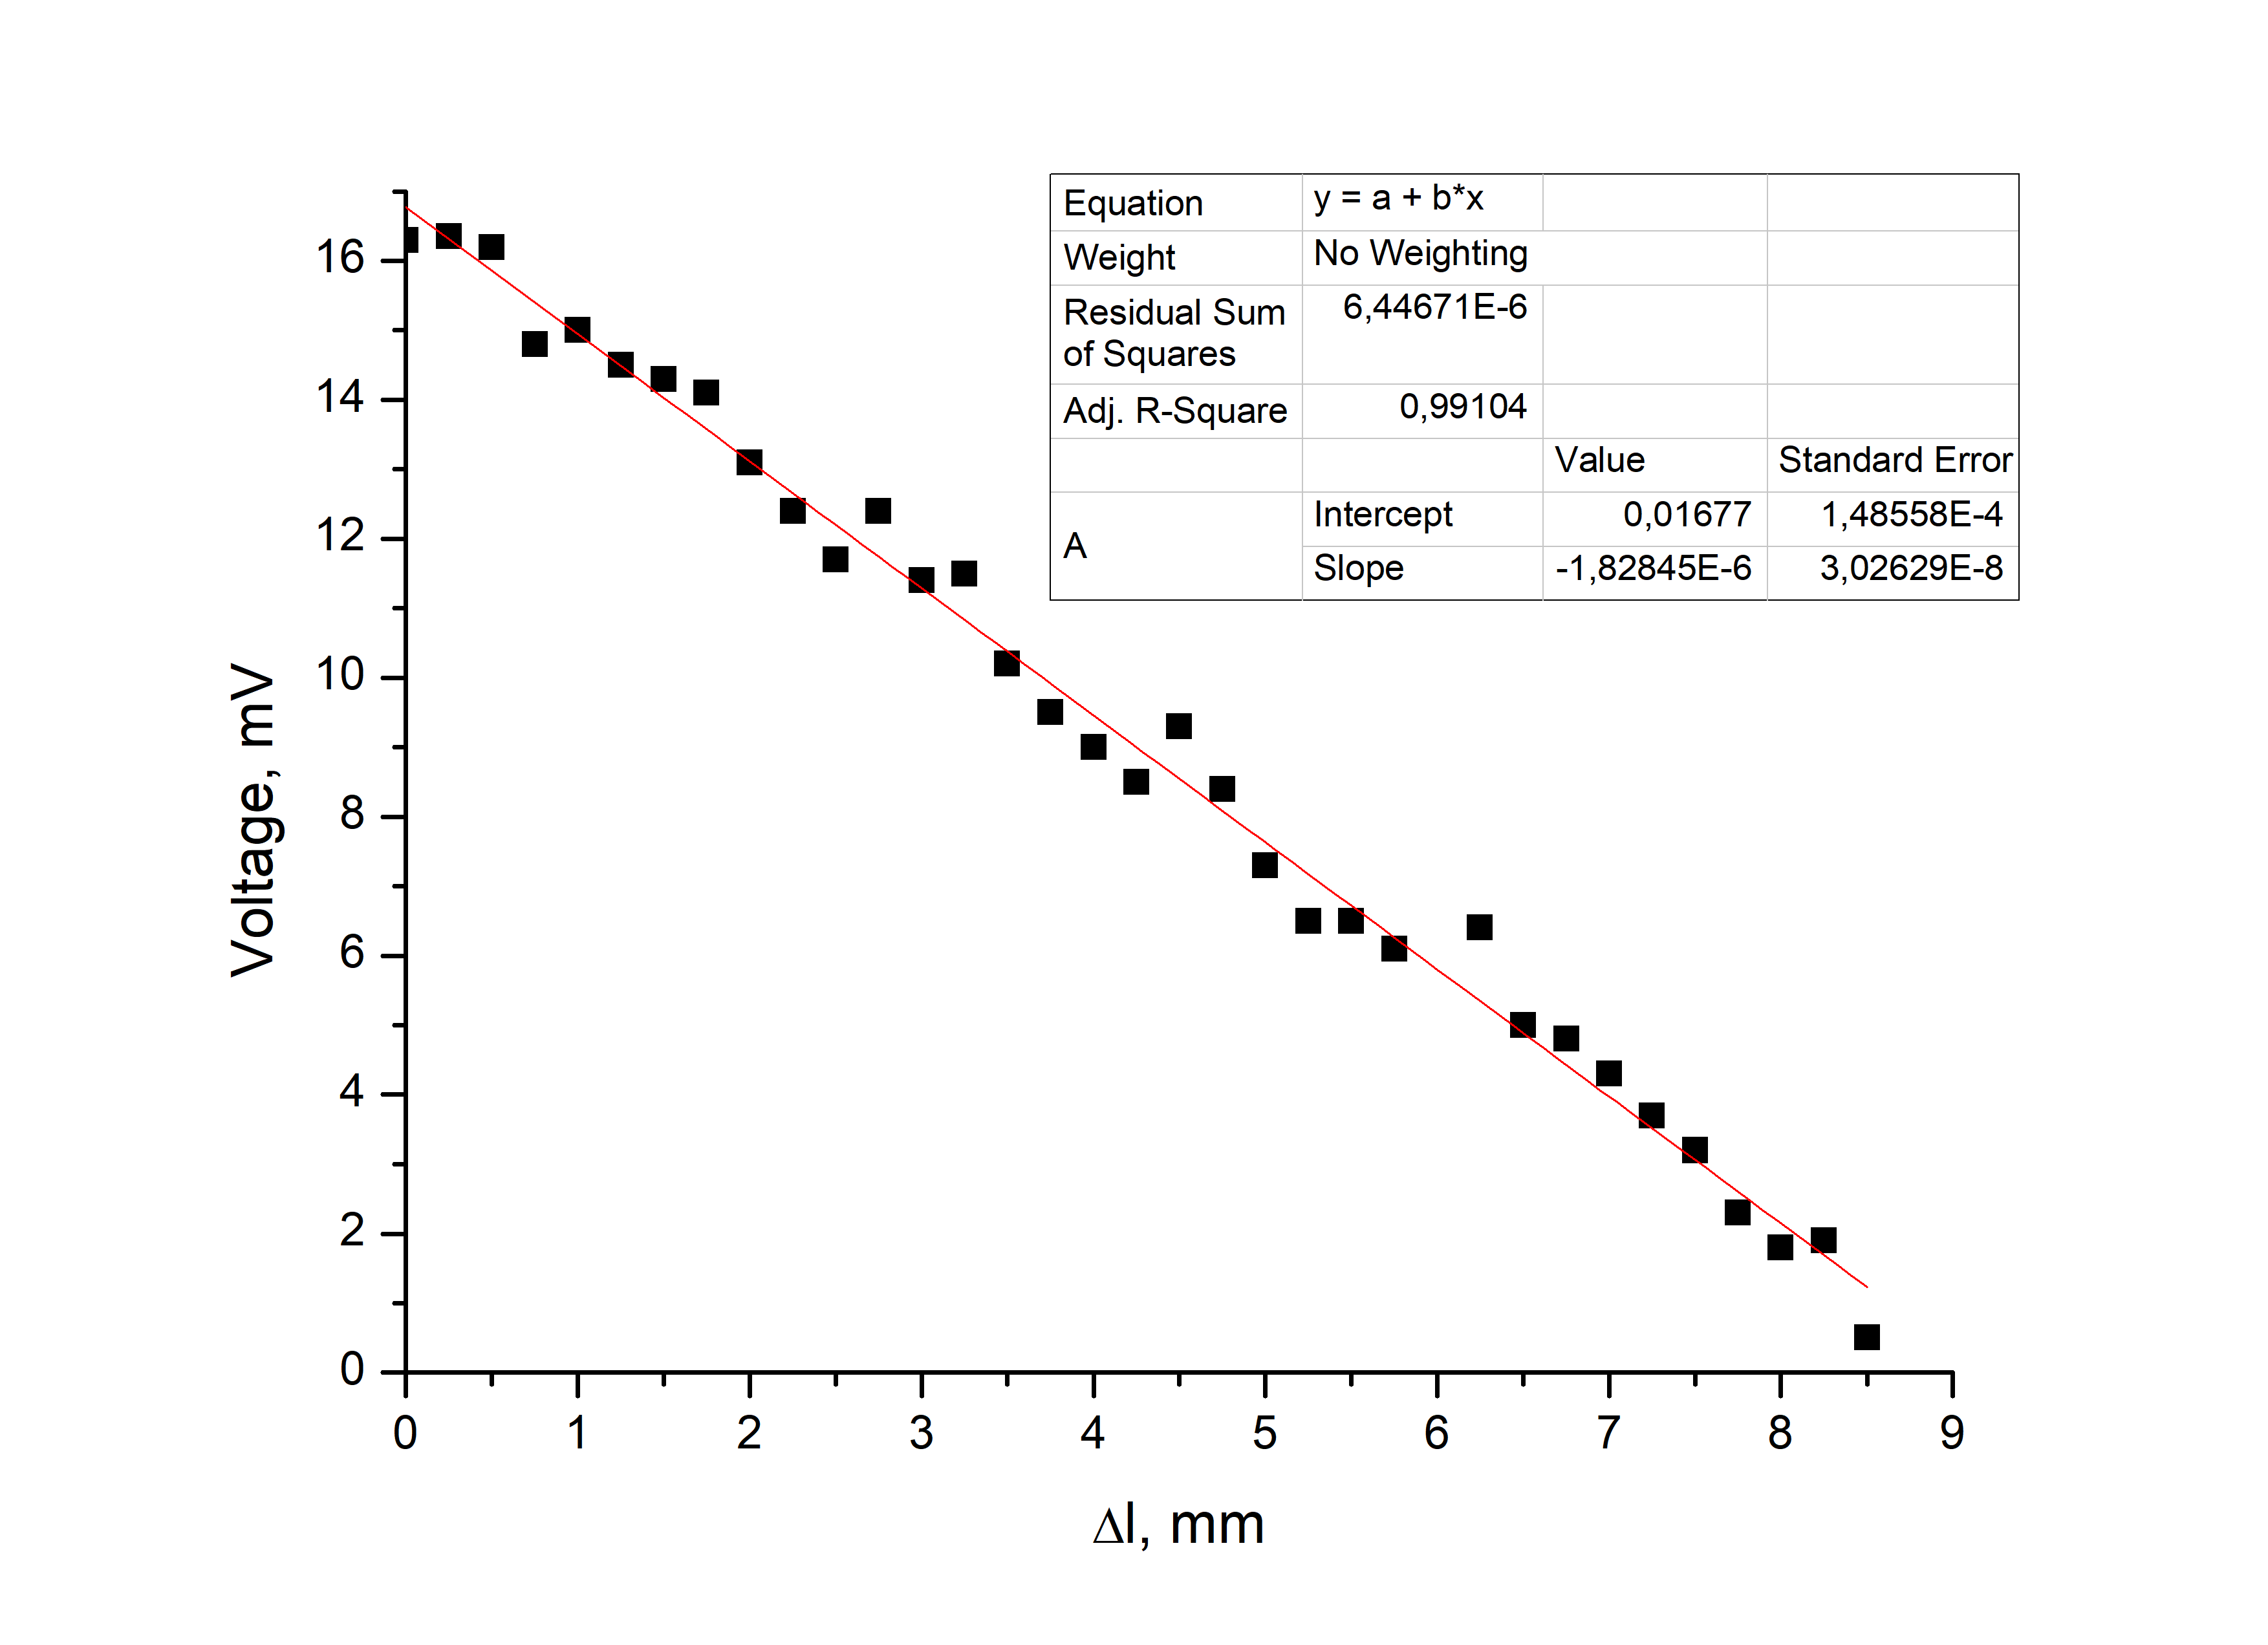 Equation y = a + b*x
Weight No Weighting
Residual Sum of Squares 6,44671E-6
Adj. R-Square 0,99104
Value Standard Error
A Intercept 0,01677 1,48558E-4
Slope -1,82845E-6 3,02629E-8
16
14
12
10
8
6
4
2
0
Voltage, mV
0 1 2 3 4 5 6 7 8 9
Δl, mm